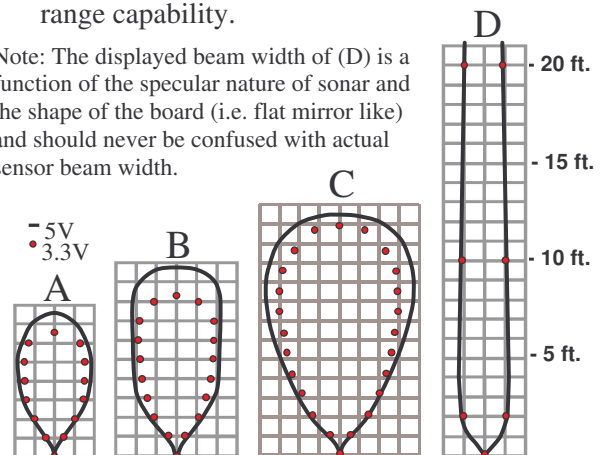 range capability.
Note: The displayed beam width of (D) is a
function of the specular nature of sonar and
the shape of the board (i.e. flat mirror like)
and should never be confused with actual
sensor beam width.
D
- 20 ft.
- 15 ft.
C
5V
3.3V
B
A
- 10 ft.
- 5 ft.